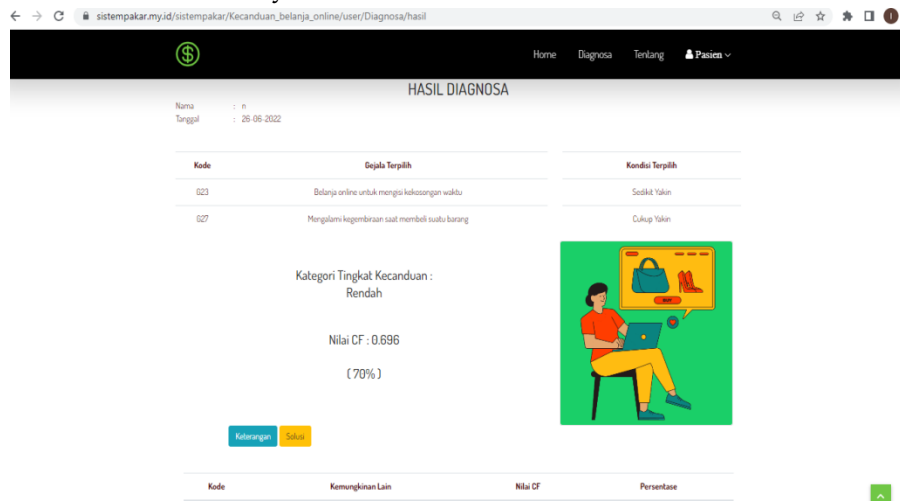 sistempakar.my.id/sistempakar/Kecanduan_belanja_online/user/Diagnosa/hasil
Home Diagnosa Tentang Pasien
HASIL DIAGNOSA
Nama : n
Tanggal : 26-06-2022
Kode Gejala Terpilih Kondisi Terpilih
G23 Belanja online untuk mengisi kekosongan waktu Sedikit Yakin
G27 Mengalami kegembiraan saat membeli suatu barang Cukup Yakin
Kategori Tingkat Kecanduan :
Rendah
Nilai CF : 0.696
(70%)
Keterangan Solusi
Kode Kemungkinan Lain Nilai CF Persentase